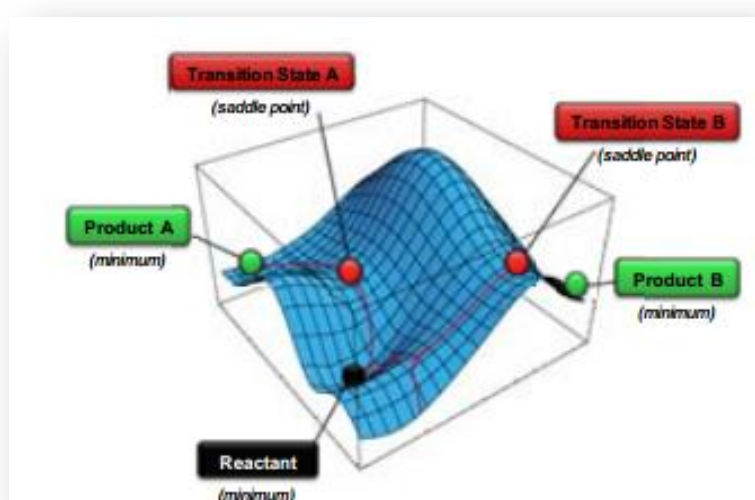 Transition State A
(saddle point)
Transition State B
(saddle point)
Product A
(minimum)
Product B
(minimum)
Reactant
(minimum)